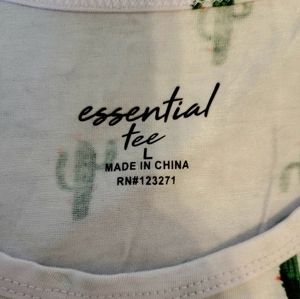 essential
tee
L
MADE IN CHINA
RN#123271